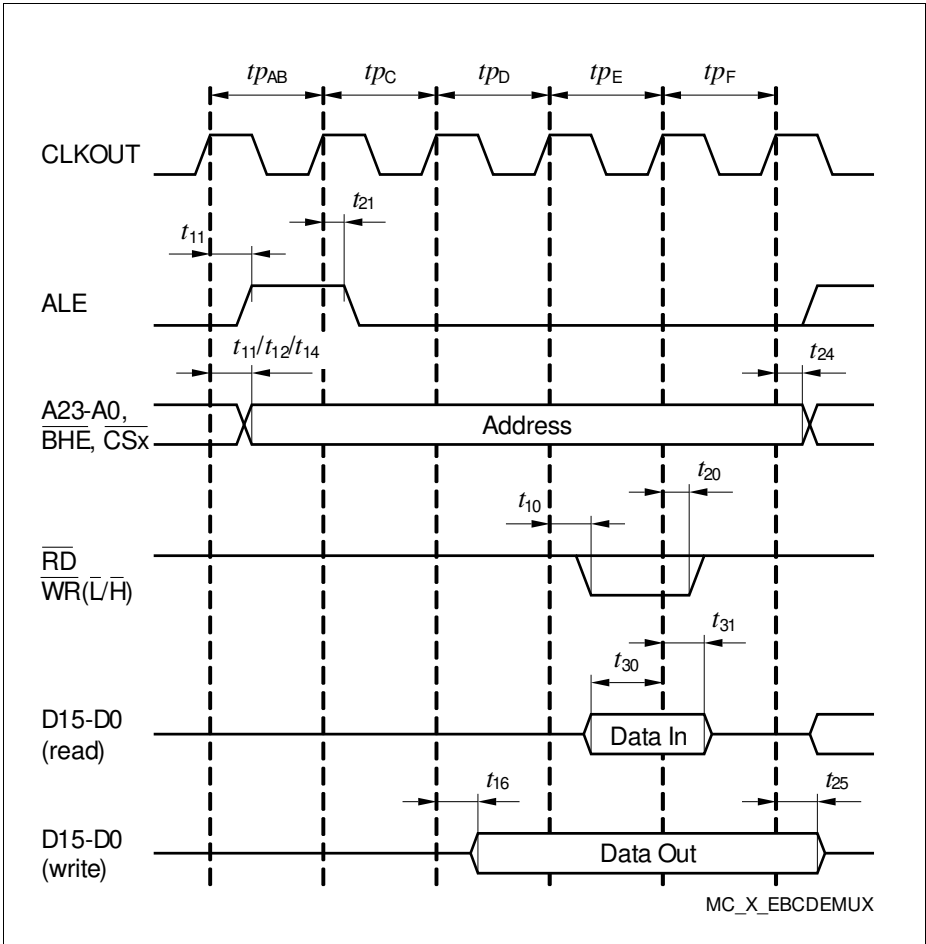 tpAB tpC tpD tpE tpF
CLKOUT
t21
t11
ALE
t11/t12/t14
t24
A23-A0,
BHE, CSx
Address
t20
t10
RD
WR(L/H)
t31
t30
D15-D0
(read)
Data In
t16
t25
D15-D0
(write)
Data Out
MC_X_EBCDEMUX